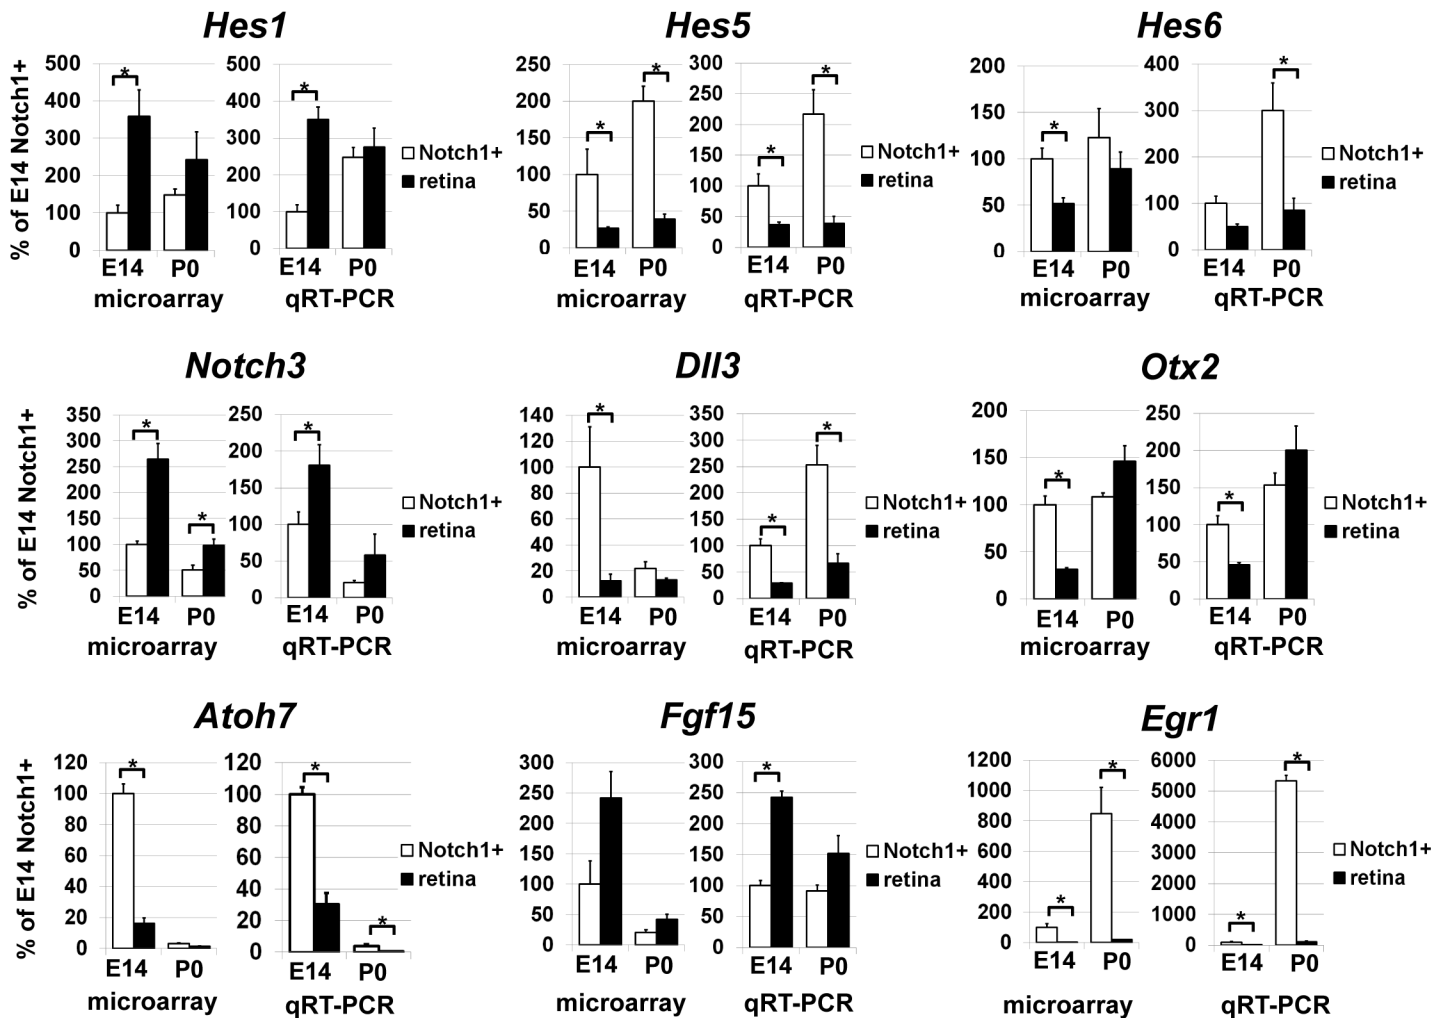 Hes1
Hes5
Hes6
% of E14 Notch1+
500
400
300
200
100
0
*
E14 P0
microarray
500
400
300
200
100
0
*
E14 P0
qRT-PCR
Notch1+
retina
250
200
150
100
50
0
*
*
E14 P0
microarray
300
250
200
150
100
50
0
*
*
E14 P0
qRT-PCR
Notch1+
retina
200
150
100
50
0
*
E14 P0
microarray
400
300
200
100
0
*
E14 P0
qRT-PCR
Notch1+
retina
Notch3
Dll3
Otx2
% of E14 Notch1+
350
300
250
200
150
100
50
0
*
*
E14 P0
microarray
250
200
150
100
50
0
*
E14 P0
qRT-PCR
Notch1+
retina
140
120
100
80
60
40
20
0
*
E14 P0
microarray
350
300
250
200
150
100
50
0
*
*
E14 P0
qRT-PCR
Notch1+
retina
200
150
100
50
0
*
E14 P0
microarray
250
200
150
100
50
0
*
E14 P0
qRT-PCR
Notch1+
retina
Atoh7
Fgf15
Egr1
% of E14 Notch1+
120
100
80
60
40
20
0
*
E14 P0
microarray
120
100
80
60
40
20
0
*
*
E14 P0
qRT-PCR
Notch1+
retina
300
250
200
150
100
50
0
E14 P0
microarray
300
250
200
150
100
50
0
*
E14 P0
qRT-PCR
Notch1+
retina
1200
1000
800
600
400
200
0
*
*
E14 P0
microarray
6000
5000
4000
3000
2000
1000
0
*
*
E14 P0
qRT-PCR
Notch1+
retina